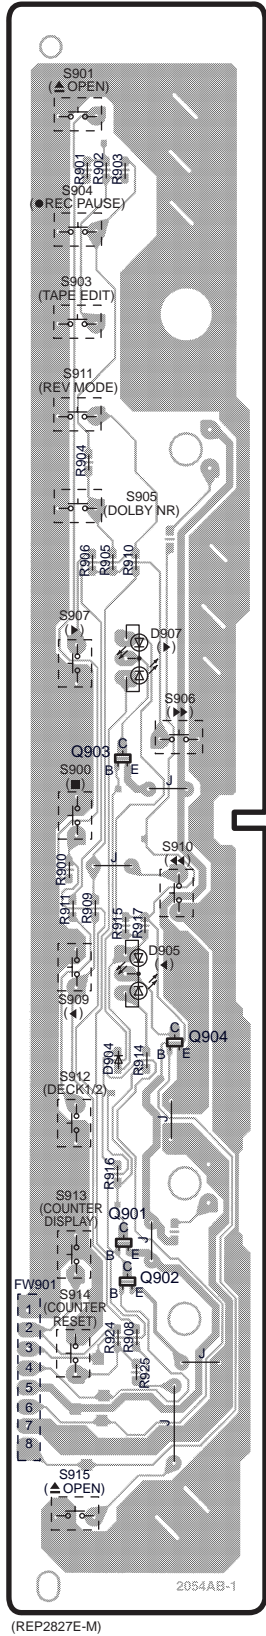 S901
(▲OPEN)
R901
R902
R903
S904
(●REC PAUSE)
S903
(TAPE EDIT)
S911
(REV MODE)
R904
S905
(DOLBY NR)
R906
R905
R910
S907
(▶)
D907
(▶)
S906
(▶▶)
Q903
C
B E
J
S900
(■)
S910
(◀◀)
R900
J
R911
R909
R915
R917
D905
(◀)
S909
(◀)
Q904
C
B E
D904
R914
S912
(DECK1/2)
J
R916
S913
(COUNTER
DISPLAY)
Q901
C
B E
J
Q902
C
B E
FW901
S914
(COUNTER
RESET)
1
2
3
4
5
6
7
8
R924
R908
R925
J
J
S915
(▲OPEN)
2054AB-1
(REP2827E-M)